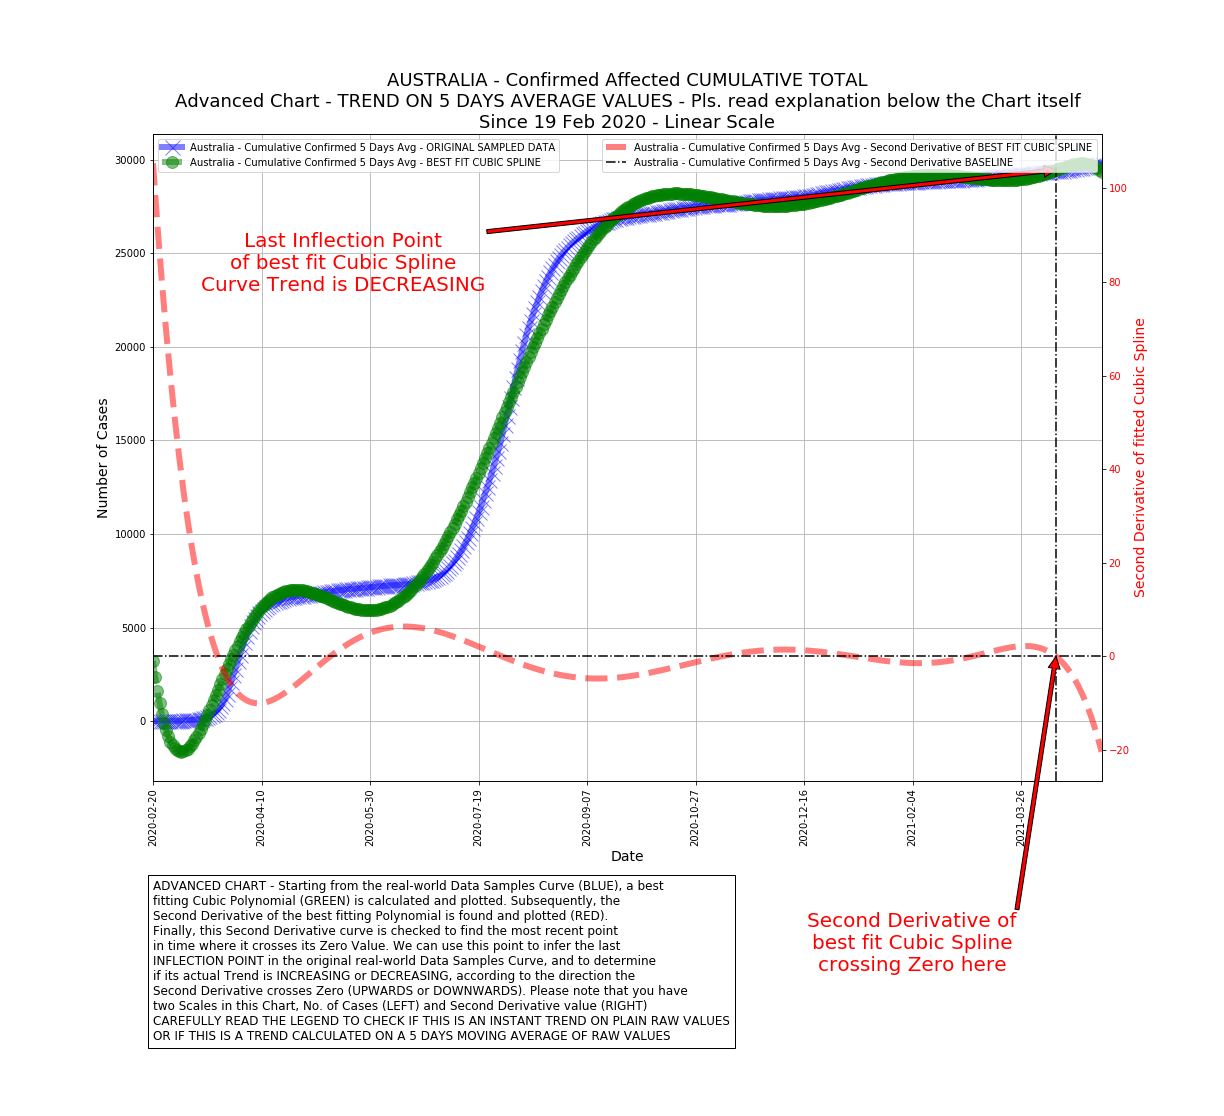 AUSTRALIA - Confirmed Affected CUMULATIVE TOTAL
Advanced Chart - TREND ON 5 DAYS AVERAGE VALUES - Pls. read explanation below the Chart itself
Since 19 Feb 2020 - Linear Scale
Australia - Cumulative Confirmed 5 Days Avg - ORIGINAL SAMPLED DATA
Australia - Cumulative Confirmed 5 Days Avg - BEST FIT CUBIC SPLINE
Australia - Cumulative Confirmed 5 Days Avg - Second Derivative of BEST FIT CUBIC SPLINE
Australia - Cumulative Confirmed 5 Days Avg - Second Derivative BASELINE
Last Inflection Point
of best fit Cubic Spline
Curve Trend is DECREASING
Number of Cases
30000
25000
20000
15000
10000
5000
0
100
80
60
40
20
0
−20
Second Derivative of fitted Cubic Spline
2020-02-20
2020-04-10
2020-05-30
2020-07-19
2020-09-07
2020-10-27
2020-12-16
2021-02-04
2021-03-26
Date
ADVANCED CHART - Starting from the real-world Data Samples Curve (BLUE), a best
fitting Cubic Polynomial (GREEN) is calculated and plotted. Subsequently, the
Second Derivative of the best fitting Polynomial is found and plotted (RED).
Finally, this Second Derivative curve is checked to find the most recent point
in time where it crosses its Zero Value. We can use this point to infer the last
INFLECTION POINT in the original real-world Data Samples Curve, and to determine
if its actual Trend is INCREASING or DECREASING, according to the direction the
Second Derivative crosses Zero (UPWARDS or DOWNWARDS). Please note that you have
two Scales in this Chart, No. of Cases (LEFT) and Second Derivative value (RIGHT)
CAREFULLY READ THE LEGEND TO CHECK IF THIS IS AN INSTANT TREND ON PLAIN RAW VALUES
OR IF THIS IS A TREND CALCULATED ON A 5 DAYS MOVING AVERAGE OF RAW VALUES
Second Derivative of
best fit Cubic Spline
crossing Zero here